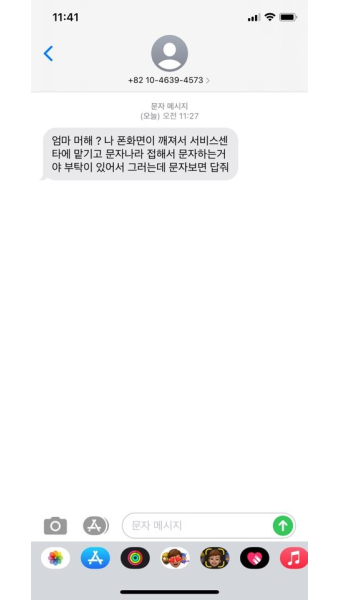 11:41
+82 10-4639-4573
문자 메시지
(오늘) 오전 11:27
엄마 머해 ? 나 폰화면이 깨져서 서비스센
타에 맡기고 문자나라 접해서 문자하는거
야 부탁이 있어서 그러는데 문자보면 답줘
문자 메시지